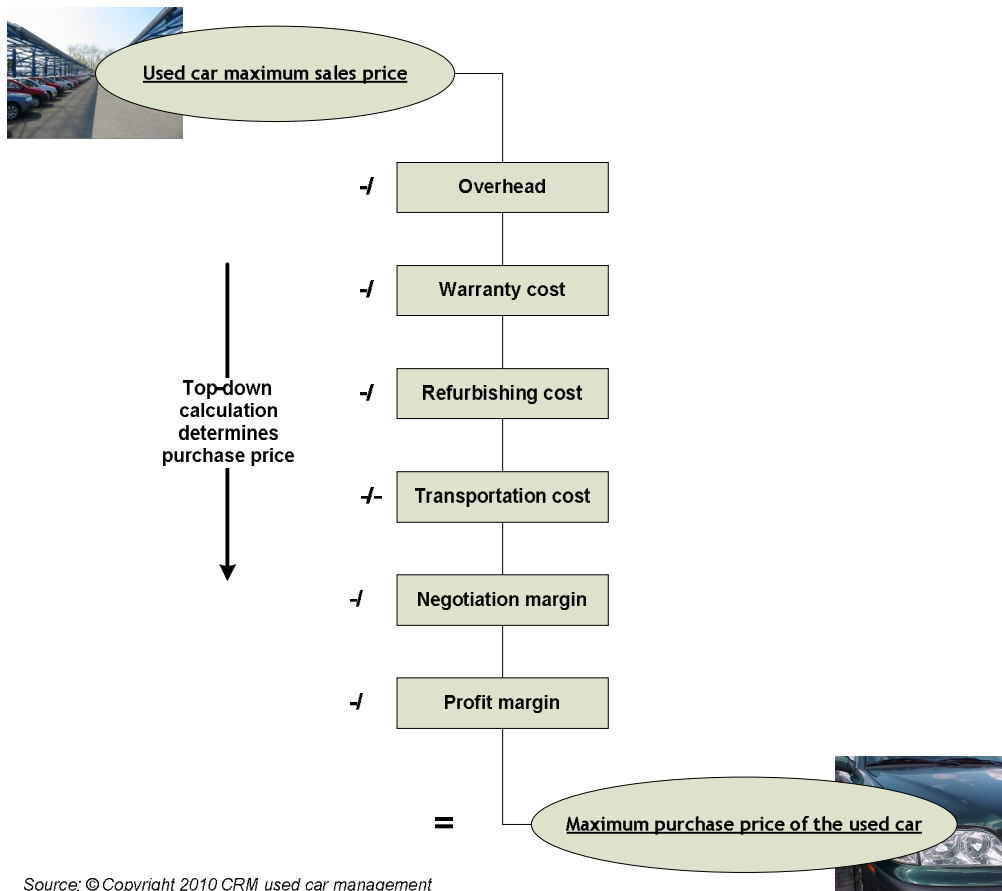 Used car maximum sales price
-/ Overhead
-/ Warranty cost
Top-down
calculation
determines
purchase price
-/ Refurbishing cost
-/- Transportation cost
-/ Negotiation margin
-/ Profit margin
= Maximum purchase price of the used car
Source: © Copyright 2010 CRM used car management